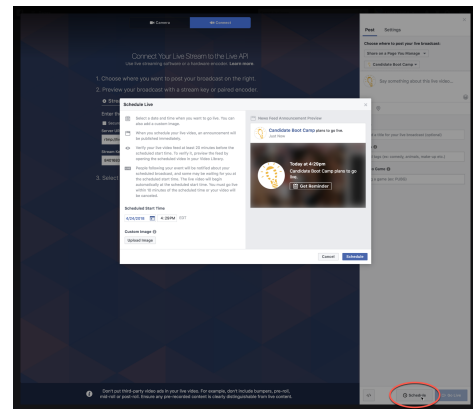 Camera
Connect
Connect Your Live Stream to the Live API
Use live streaming software or a hardware encoder. Learn more.
1. Choose where you want to post your broadcast on the right.
2. Preview your broadcast with a stream key or paired encoder.
3. Select
Schedule Live
Select a date and time when you want to go live. You can
also add a custom image.
When you schedule your live video, an announcement will
be published immediately.
Verify your live video feed at least 20 minutes before the
scheduled start time. To verify it, preview the feed by
opening the scheduled video in your Video Library.
People following your event will be notified about your
scheduled broadcast, and some may be waiting for you at
the scheduled start time. The live video will begin
automatically at the scheduled start time. You must go live
within 10 minutes of the scheduled time or your video will
be canceled.
Scheduled Start Time
4/24/2018 4:29PM
Custom Image
Upload Image
News Feed Announcement Preview
Candidate Boot Camp plans to go live.
Just now
Today at 4:29pm
Candidate Boot Camp plans to go
live.
Get Reminder
Cancel
Schedule
Post
Settings
Choose where to post your live broadcast:
Share on a Page You Manage
Candidate Boot Camp
Say something about this live video...
Schedule
Go Live
Don't put third-party video ads in your live video. For example, don't include bumpers, pre-roll,
mid-roll or post-roll. Ensure any pre-recorded content is clearly distinguishable from live content.